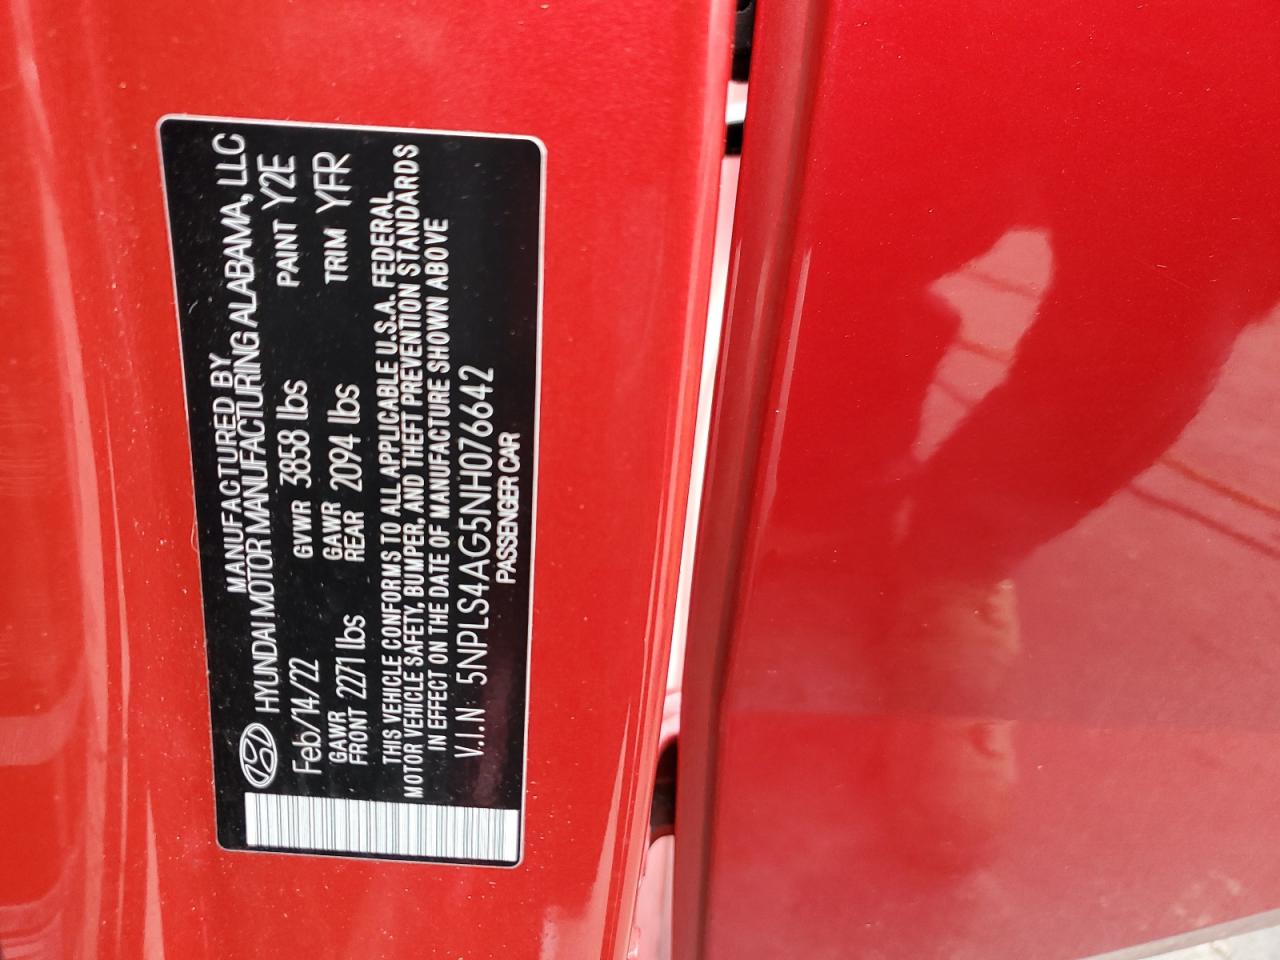 MANUFACTURED BY
HYUNDAI MOTOR MANUFACTURING ALABAMA, LLC
Feb/14/22 GVWR 3858 lbs PAINT Y2E
GAWR FRONT 2271 lbs GAWR REAR 2094 lbs TRIM YFR
THIS VEHICLE CONFORMS TO ALL APPLICABLE U.S.A. FEDERAL
MOTOR VEHICLE SAFETY, BUMPER, AND THEFT PREVENTION STANDARDS
IN EFFECT ON THE DATE OF MANUFACTURE SHOWN ABOVE
V.I.N: 5NPLS4AG5NH076642
PASSENGER CAR